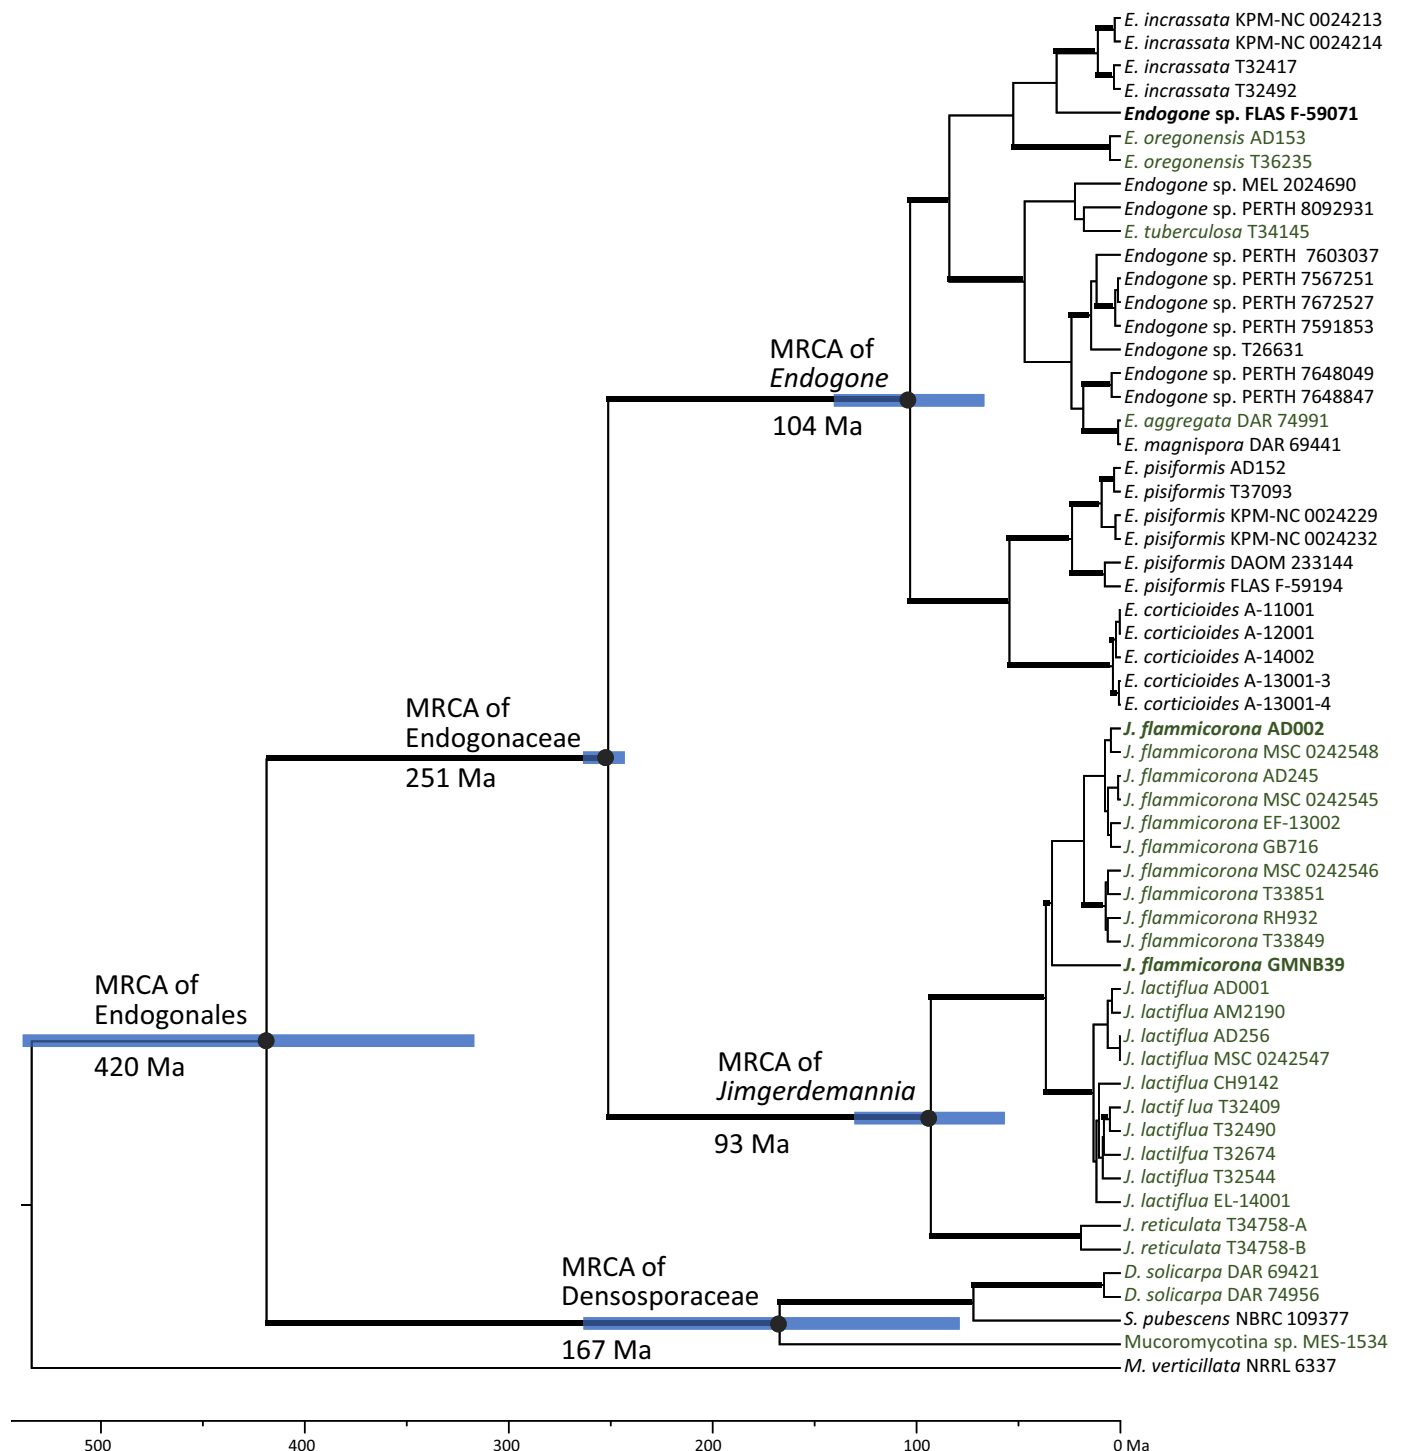 E. incrassata KPM-NC 0024213
E. incrassata KPM-NC 0024214
E. incrassata T32417
E. incrassata T32492
Endogone sp. FLAS F-59071
E. oregonensis AD153
E. oregonensis T36235
Endogone sp. MEL 2024690
Endogone sp. PERTH 8092931
E. tuberculosa T34145
Endogone sp. PERTH 7603037
Endogone sp. PERTH 7567251
Endogone sp. PERTH 7672527
Endogone sp. PERTH 7591853
Endogone sp. T26631
Endogone sp. PERTH 7648049
Endogone sp. PERTH 7648847
E. aggregata DAR 74991
E. magnispora DAR 69441
E. pisiformis AD152
E. pisiformis T37093
E. pisiformis KPM-NC 0024229
E. pisiformis KPM-NC 0024232
E. pisiformis DAOM 233144
E. pisiformis FLAS F-59194
E. corticioides A-11001
E. corticioides A-12001
E. corticioides A-14002
E. corticioides A-13001-3
E. corticioides A-13001-4
J. flammicorona AD002
J. flammicorona MSC 0242548
J. flammicorona AD245
J. flammicorona MSC 0242545
J. flammicorona EF-13002
J. flammicorona GB716
J. flammicorona MSC 0242546
J. flammicorona T33851
J. flammicorona RH932
J. flammicorona T33849
J. flammicorona GMNB39
J. lactiflua AD001
J. lactiflua AM2190
J. lactiflua AD256
J. lactiflua MSC 0242547
J. lactiflua CH9142
J. lactif lua T32409
J. lactiflua T32490
J. lactilfua T32674
J. lactiflua T32544
J. lactiflua EL-14001
J. reticulata T34758-A
J. reticulata T34758-B
D. solicarpa DAR 69421
D. solicarpa DAR 74956
S. pubescens NBRC 109377
Mucoromycotina sp. MES-1534
M. verticillata NRRL 6337
MRCA of
Endogone
104 Ma
MRCA of
Endogonaceae
251 Ma
MRCA of
Endogonales
420 Ma
MRCA of
Jimgerdemannia
93 Ma
MRCA of
Densosporaceae
167 Ma
500 400 300 200 100 0 Ma